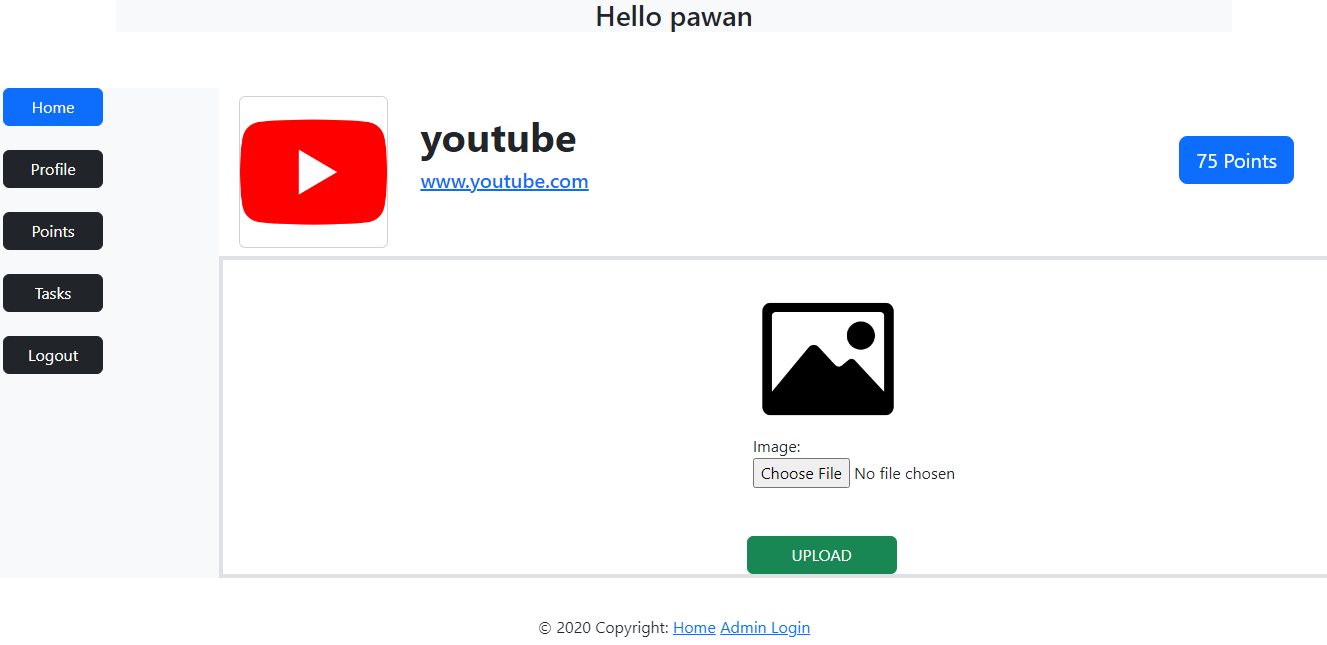 Hello pawan
Home
Profile
Points
Tasks
Logout
youtube
www.youtube.com
75 Points
Image:
Choose File No file chosen
UPLOAD
© 2020 Copyright: Home Admin Login